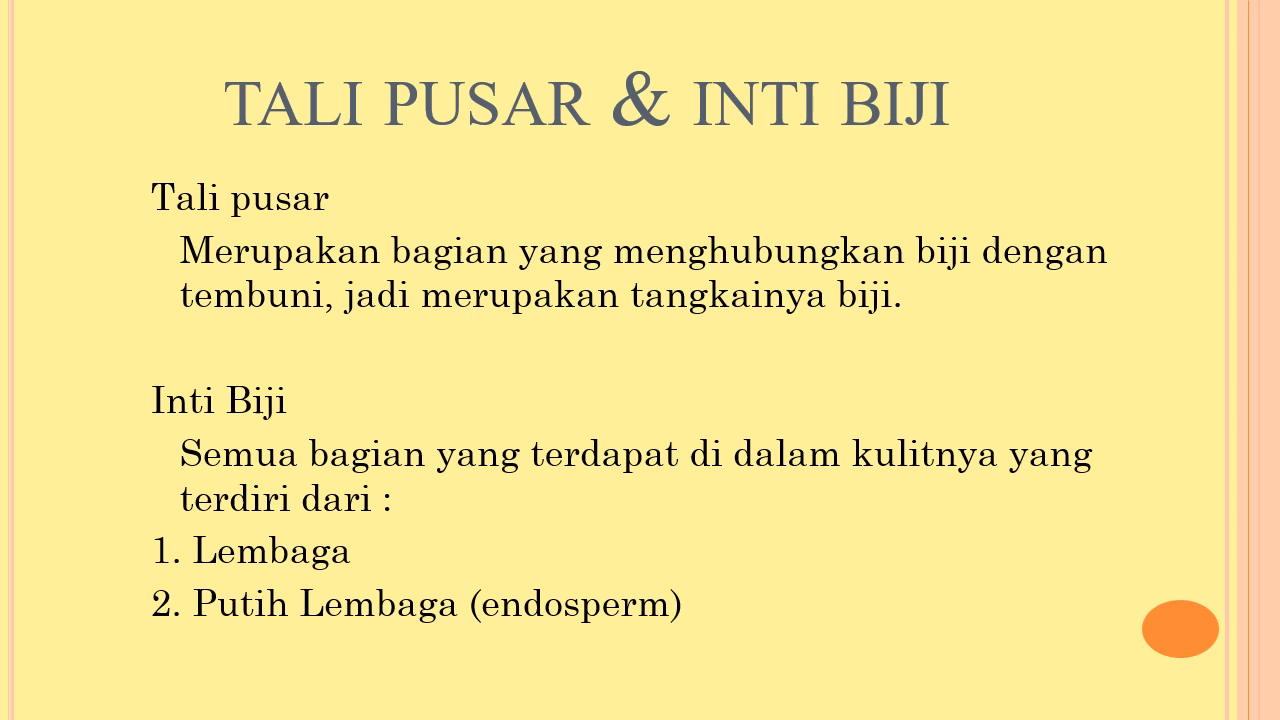 TALI PUSAR & INTI BIJI
Tali pusar
Merupakan bagian yang menghubungkan biji dengan
tembuni, jadi merupakan tangkainya biji.
Inti Biji
Semua bagian yang terdapat di dalam kulitnya yang
terdiri dari :
1. Lembaga
2. Putih Lembaga (endosperm)